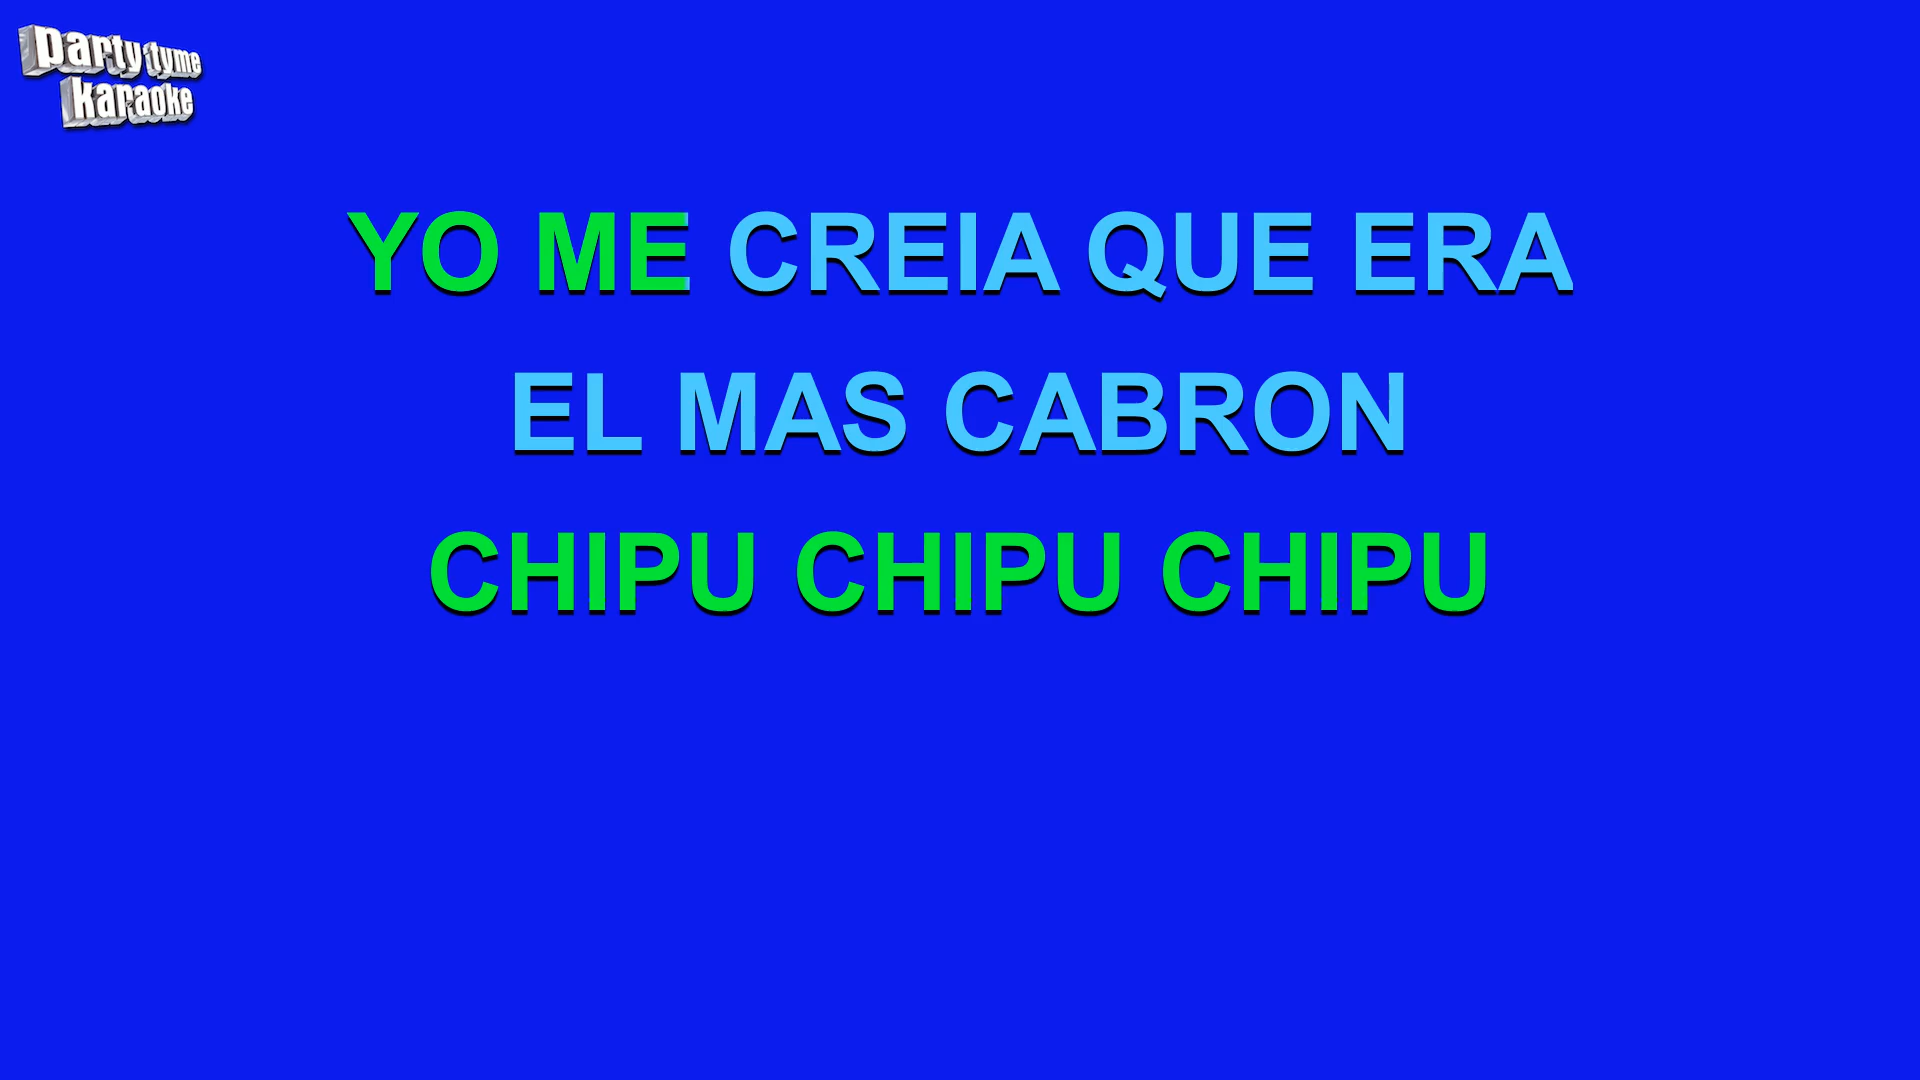 party tyme
karaoke
YO ME CREIA QUE ERA
EL MAS CABRON
CHIPU CHIPU CHIPU